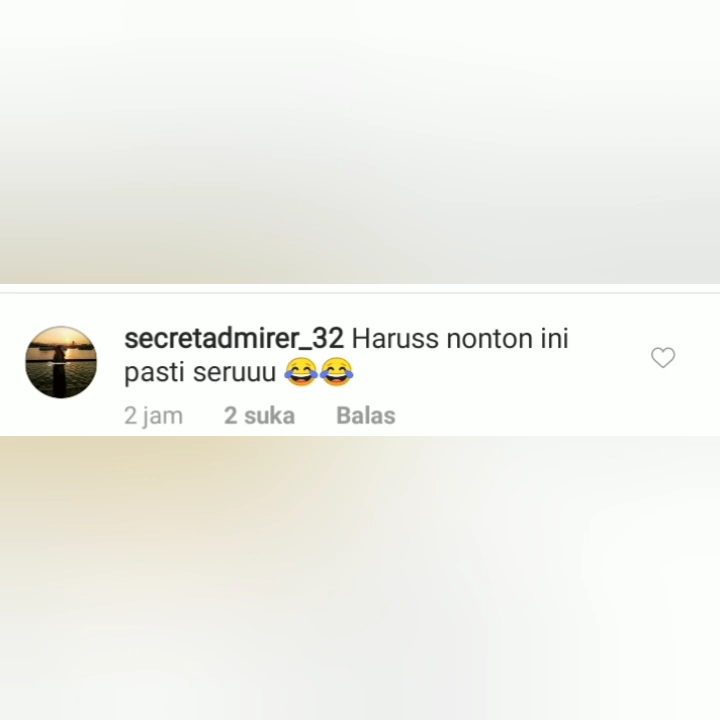 secretadmirer_32 Haruss nonton ini
pasti seruuu 😂😂
2 jam 2 suka Balas